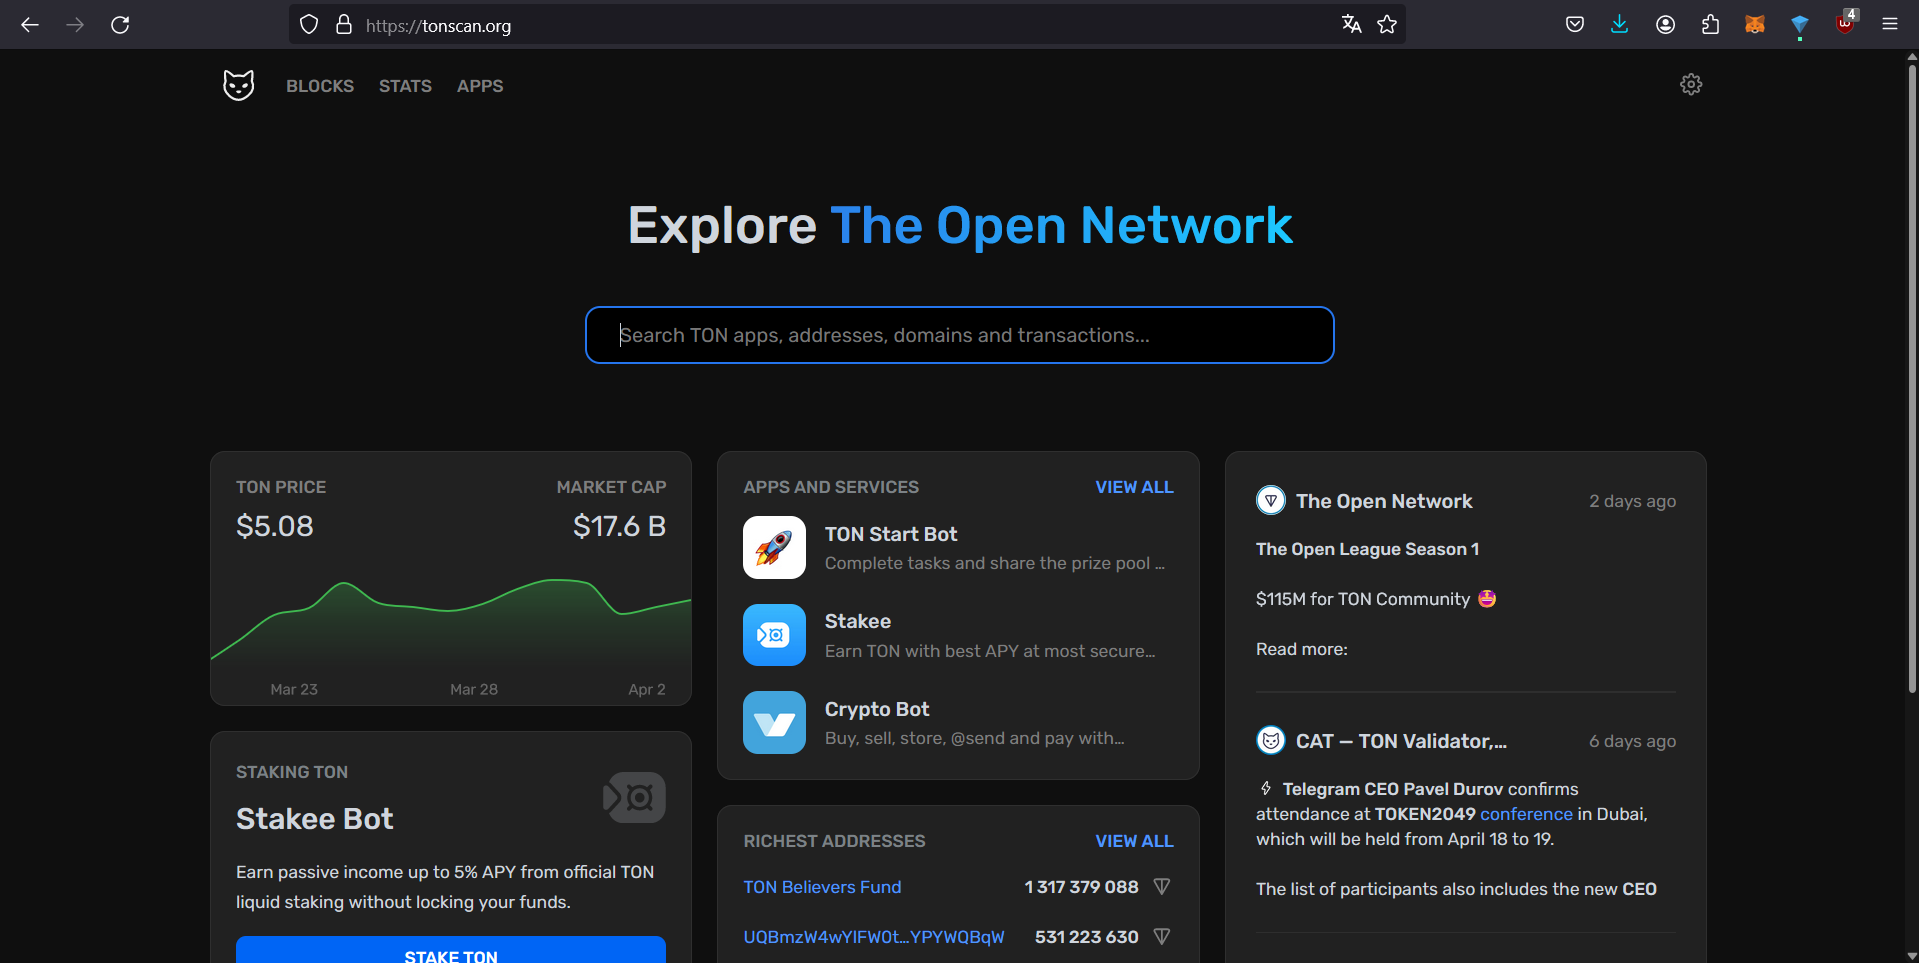 https://tonscan.org
4
BLOCKS STATS APPS
Explore The Open Network
Search TON apps, addresses, domains and transactions...
TON PRICE MARKET CAP
$5.08 $17.6 B
Mar 23 Mar 28 Apr 2
STAKING TON
Stakee Bot
Earn passive income up to 5% APY from official TON
liquid staking without locking your funds.
STAKE TON
APPS AND SERVICES VIEW ALL
TON Start Bot
Complete tasks and share the prize pool ...
Stakee
Earn TON with best APY at most secure...
Crypto Bot
Buy, sell, store, @send and pay with...
RICHEST ADDRESSES VIEW ALL
TON Believers Fund 1 317 379 088
UQBmzW4wYlFW0t...YPYWQBqW 531 223 630
The Open Network 2 days ago
The Open League Season 1
$115M for TON Community 🤩
Read more:
CAT — TON Validator,... 6 days ago
Telegram CEO Pavel Durov confirms
attendance at TOKEN2049 conference in Dubai,
which will be held from April 18 to 19.
The list of participants also includes the new CEO